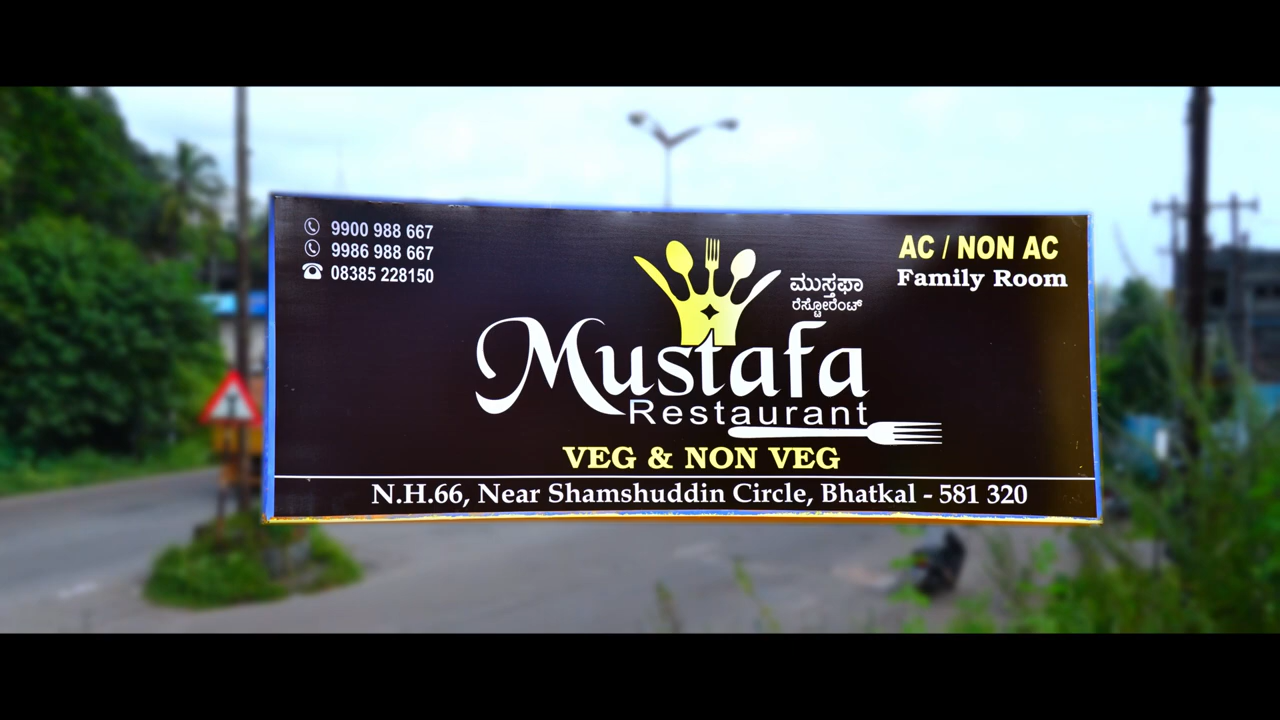 9900 988 667
9986 988 667
08385 228150
AC / NON AC
Family Room
ಮುಸ್ತಫಾ
ರೆಸ್ಟೋರೆಂಟ್
Mustafa
Restaurant
VEG & NON VEG
N.H.66, Near Shamshuddin Circle, Bhatkal - 581 320